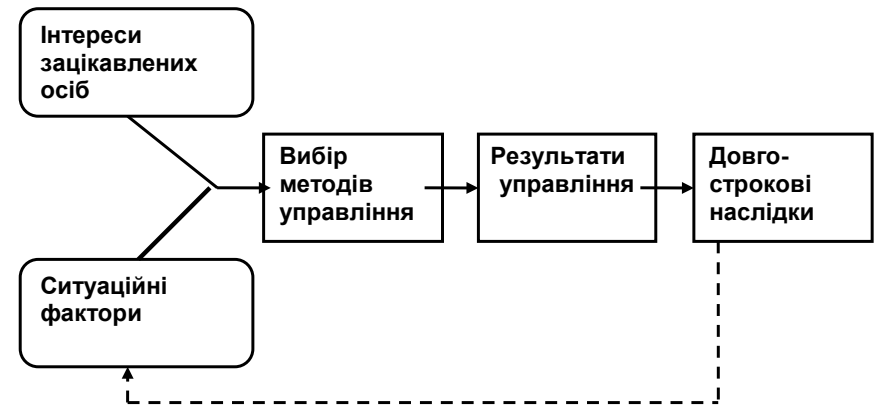 Інтереси
зацікавлених
осіб
Вибір
методів
управління
Результати
управління
Довго-
строкові
наслідки
Ситуаційні
фактори